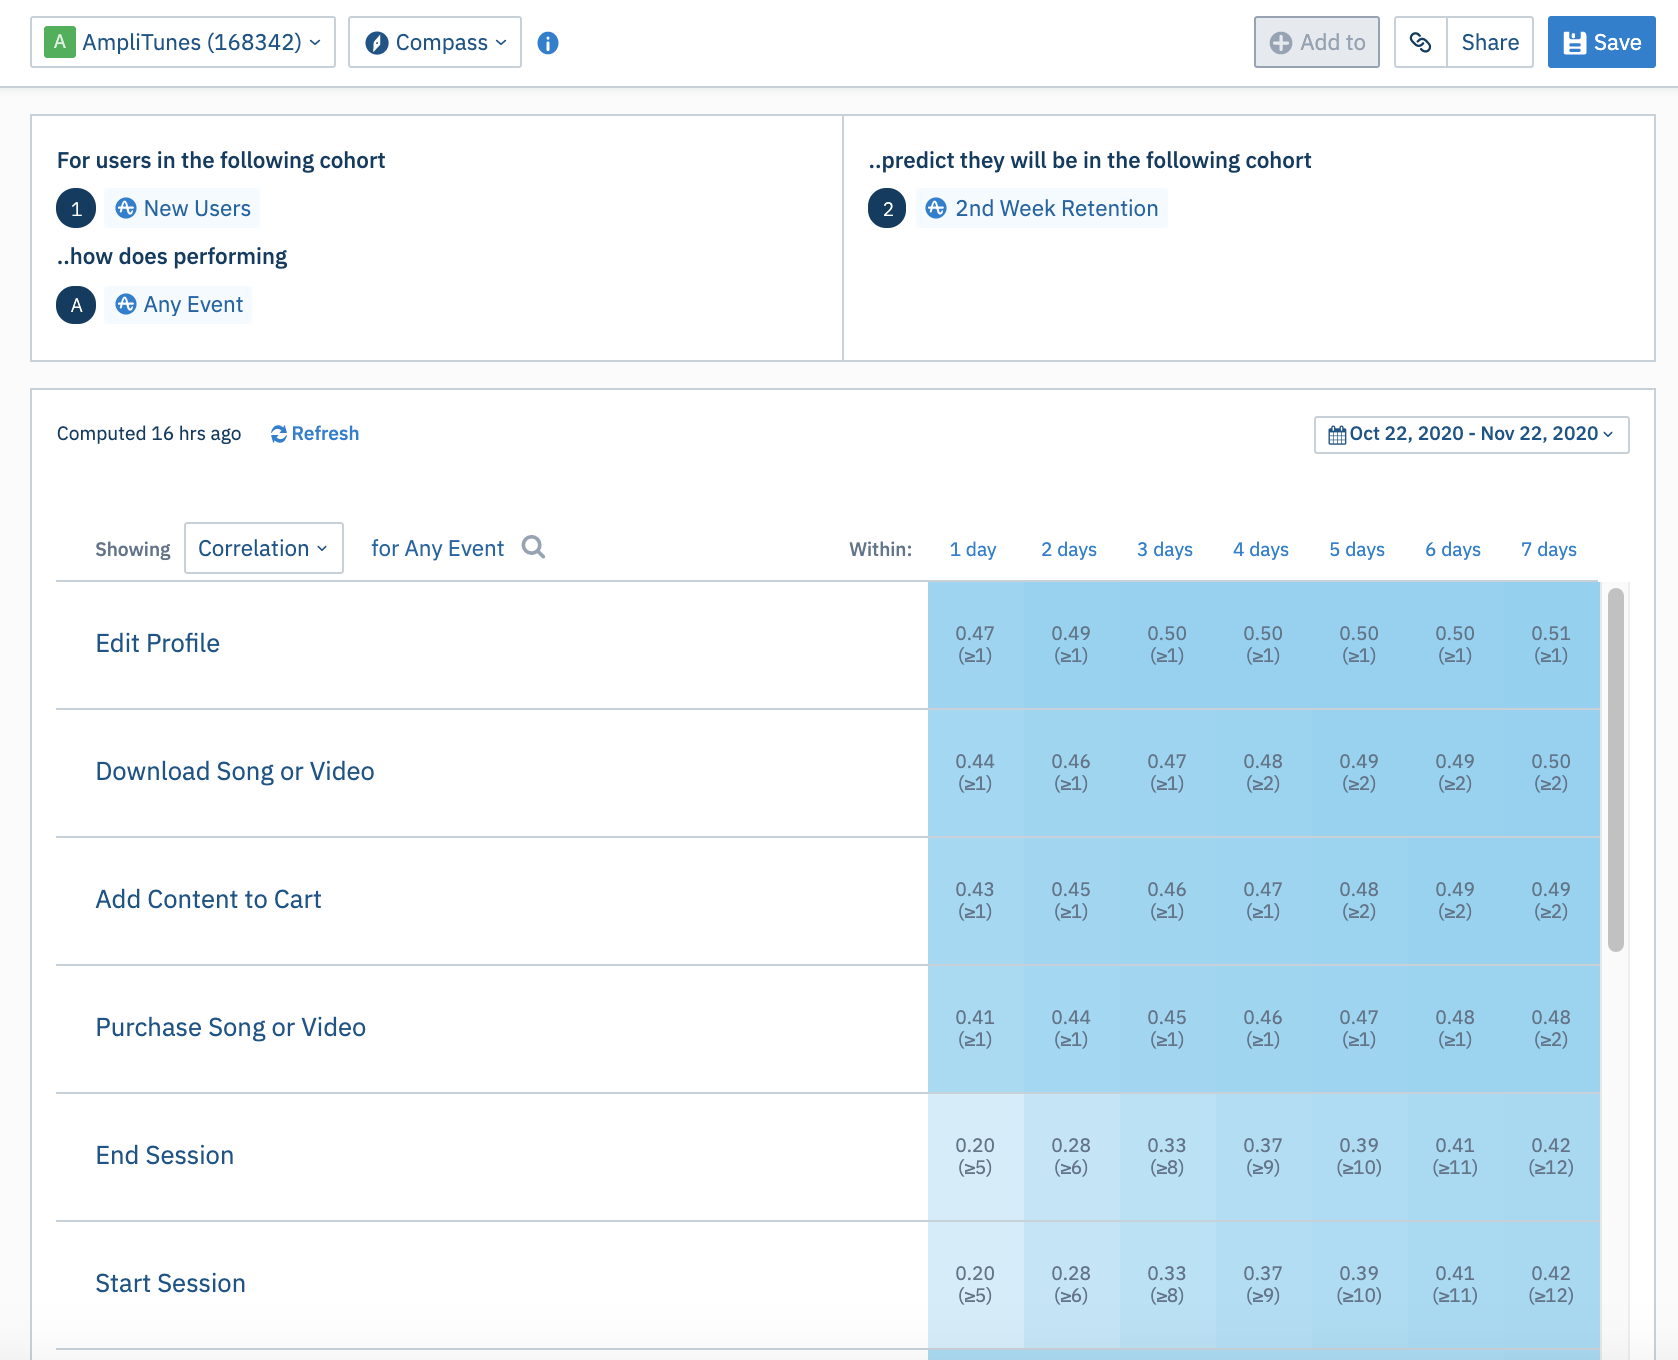 A AmpliTunes (168342) Compass Add to Share Save
For users in the following cohort
1 New Users
..how does performing
A Any Event
..predict they will be in the following cohort
2 2nd Week Retention
Computed 16 hrs ago Refresh Oct 22, 2020 - Nov 22, 2020
Showing Correlation for Any Event Within: 1 day 2 days 3 days 4 days 5 days 6 days 7 days
Edit Profile
0.47 0.49 0.50 0.50 0.50 0.50 0.51
(≥1) (≥1) (≥1) (≥1) (≥1) (≥1) (≥1)
Download Song or Video
0.44 0.46 0.47 0.48 0.49 0.49 0.50
(≥1) (≥1) (≥1) (≥2) (≥2) (≥2) (≥2)
Add Content to Cart
0.43 0.45 0.46 0.47 0.48 0.49 0.49
(≥1) (≥1) (≥1) (≥1) (≥2) (≥2) (≥2)
Purchase Song or Video
0.41 0.44 0.45 0.46 0.47 0.48 0.48
(≥1) (≥1) (≥1) (≥1) (≥1) (≥1) (≥2)
End Session
0.20 0.28 0.33 0.37 0.39 0.41 0.42
(≥5) (≥6) (≥8) (≥9) (≥10) (≥11) (≥12)
Start Session
0.20 0.28 0.33 0.37 0.39 0.41 0.42
(≥5) (≥6) (≥8) (≥9) (≥10) (≥11) (≥12)